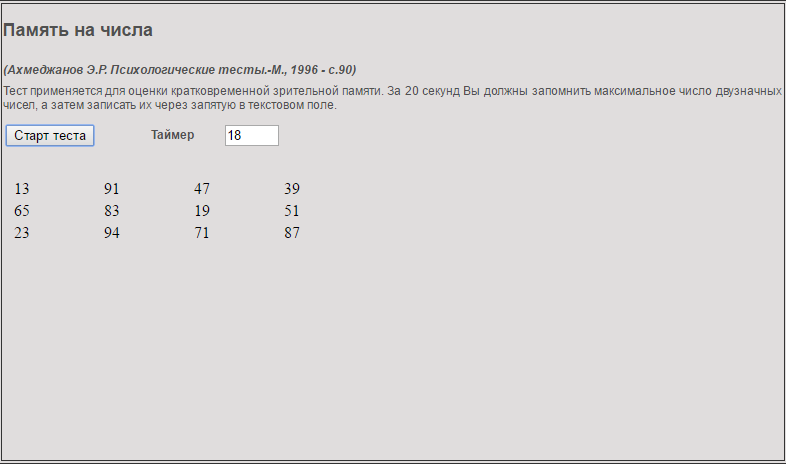 Память на числа
(Ахмеджанов Э.Р. Психологические тесты.-М., 1996 - с.90)
Тест применяется для оценки кратковременной зрительной памяти. За 20 секунд Вы должны запомнить максимальное число двузначных
чисел, а затем записать их через запятую в текстовом поле.
Старт теста Таймер 18
13 91 47 39
65 83 19 51
23 94 71 87